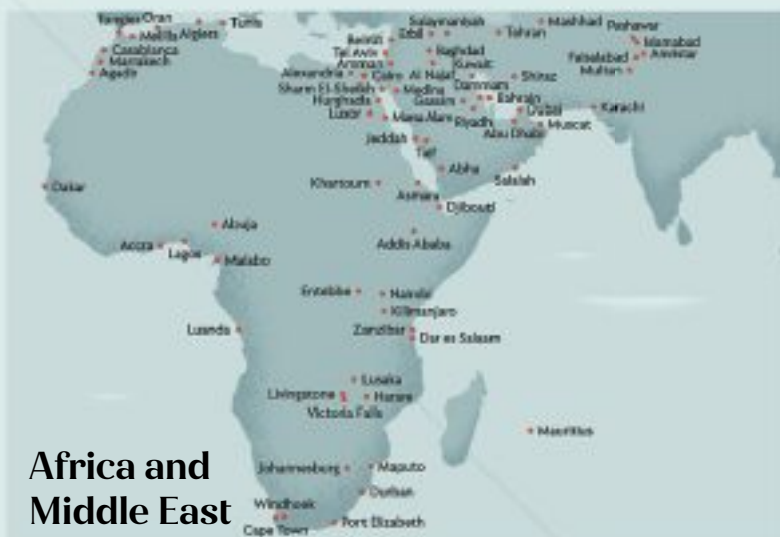 Tangier Oran Tunis
Melilla Algiers
Casablanca
Marrakech
Agadir
Sulaymaniyah Mashhad Peshawar
Erbil Tehran Islamabad
Beirut Baghdad Faisalabad Amritsar
Tel Aviv Multan
Amman Kuwait
Alexandria Cairo Al Najaf Shiraz
Sharm El-Sheikh Medina Dammam
Hurghada Bahrain Karachi
Luxor Marsa Alam Riyadh Dubai
Abu Dhabi Muscat
Jeddah
Taif
Abha
Salalah
Dakar
Khartoum
Asmara
Djibouti
Abuja
Accra
Lagos
Malabo
Addis Ababa
Entebbe Nairobi
Kilimanjaro
Luanda Zanzibar
Dar es Salaam
Lusaka
Livingstone Harare
Victoria Falls
Mauritius
Africa and
Middle East
Johannesburg Maputo
Durban
Windhoek
Cape Town Port Elizabeth